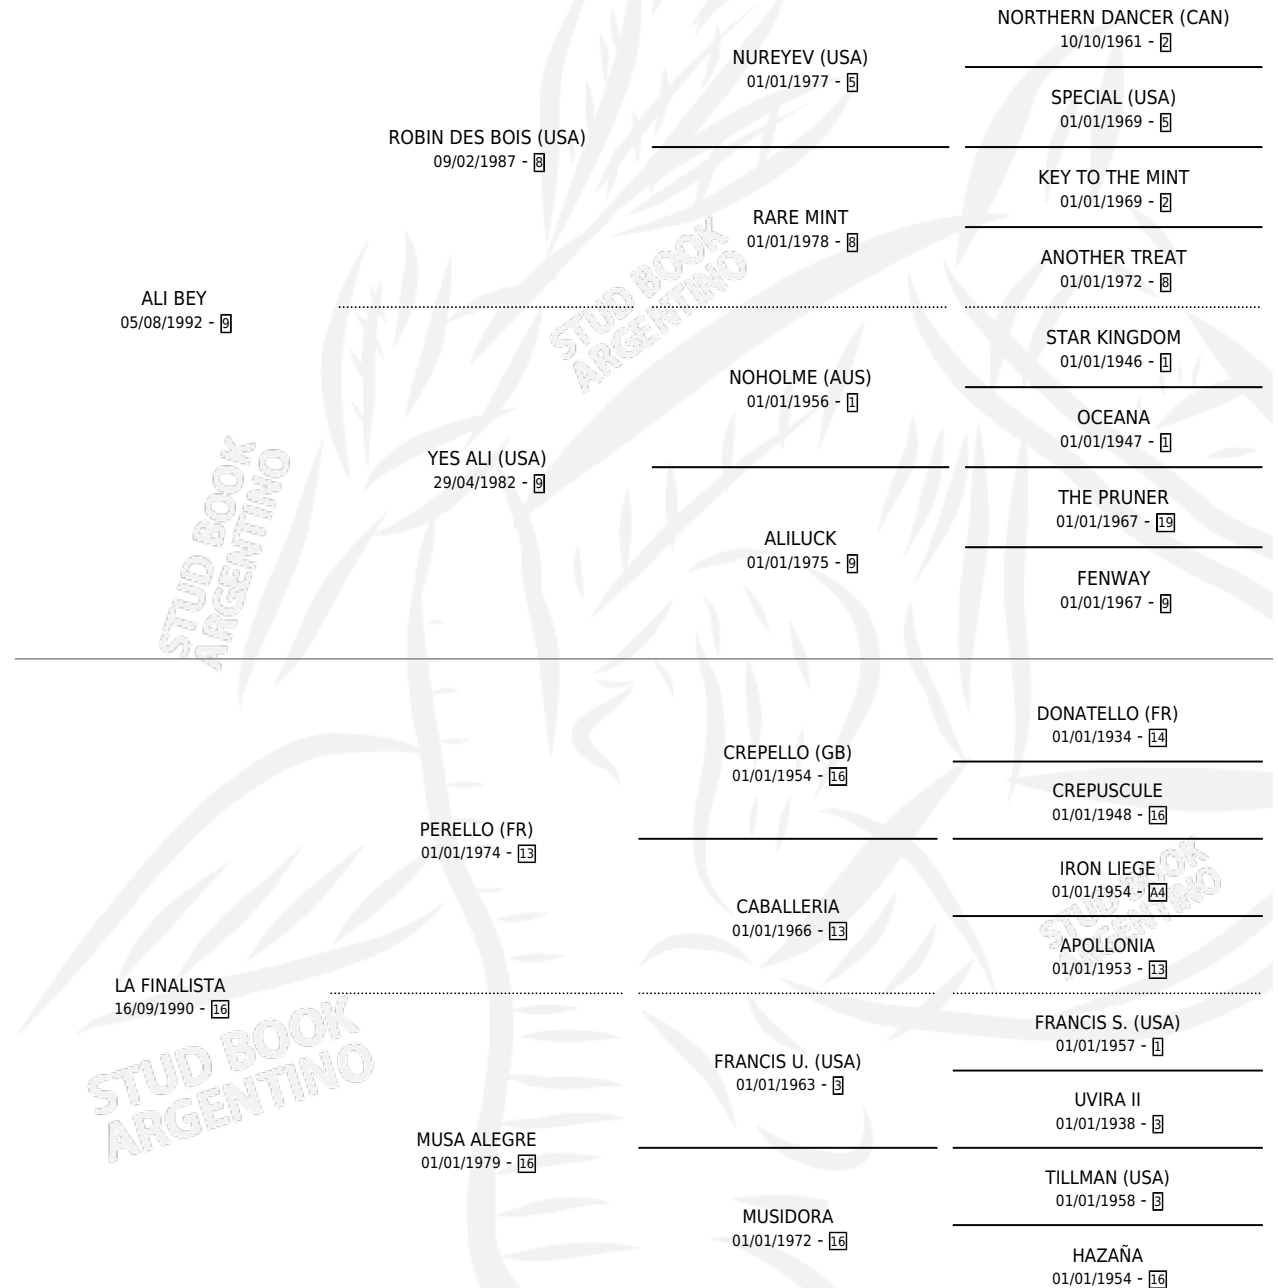 NORTHERN DANCER (CAN)
10/10/1961 - 2
NUREYEV (USA)
01/01/1977 - 5
SPECIAL (USA)
01/01/1969 - 5
ROBIN DES BOIS (USA)
09/02/1987 - 8
KEY TO THE MINT
01/01/1969 - 2
RARE MINT
01/01/1978 - 8
ANOTHER TREAT
01/01/1972 - 8
ALI BEY
05/08/1992 - 9
STAR KINGDOM
01/01/1946 - 1
NOHOLME (AUS)
01/01/1956 - 1
OCEANA
01/01/1947 - 1
YES ALI (USA)
29/04/1982 - 9
THE PRUNER
01/01/1967 - 19
ALILUCK
01/01/1975 - 9
FENWAY
01/01/1967 - 9
STUD BOOK
ARGENTINO
STUD BOOK
ARGENTINO
DONATELLO (FR)
01/01/1934 - 14
CREPELLO (GB)
01/01/1954 - 16
CREPUSCULE
01/01/1948 - 16
PERELLO (FR)
01/01/1974 - 13
IRON LIEGE
01/01/1954 - A4
CABALLERIA
01/01/1966 - 13
APOLLONIA
01/01/1953 - 13
LA FINALISTA
16/09/1990 - 16
FRANCIS S. (USA)
01/01/1957 - 1
FRANCIS U. (USA)
01/01/1963 - 3
UVIRA II
01/01/1938 - 3
MUSA ALEGRE
01/01/1979 - 16
TILLMAN (USA)
01/01/1958 - 3
MUSIDORA
01/01/1972 - 16
HAZAÑA
01/01/1954 - 16
STUD BOOK
ARGENTINO
STUD BOOK
ARGENTINO